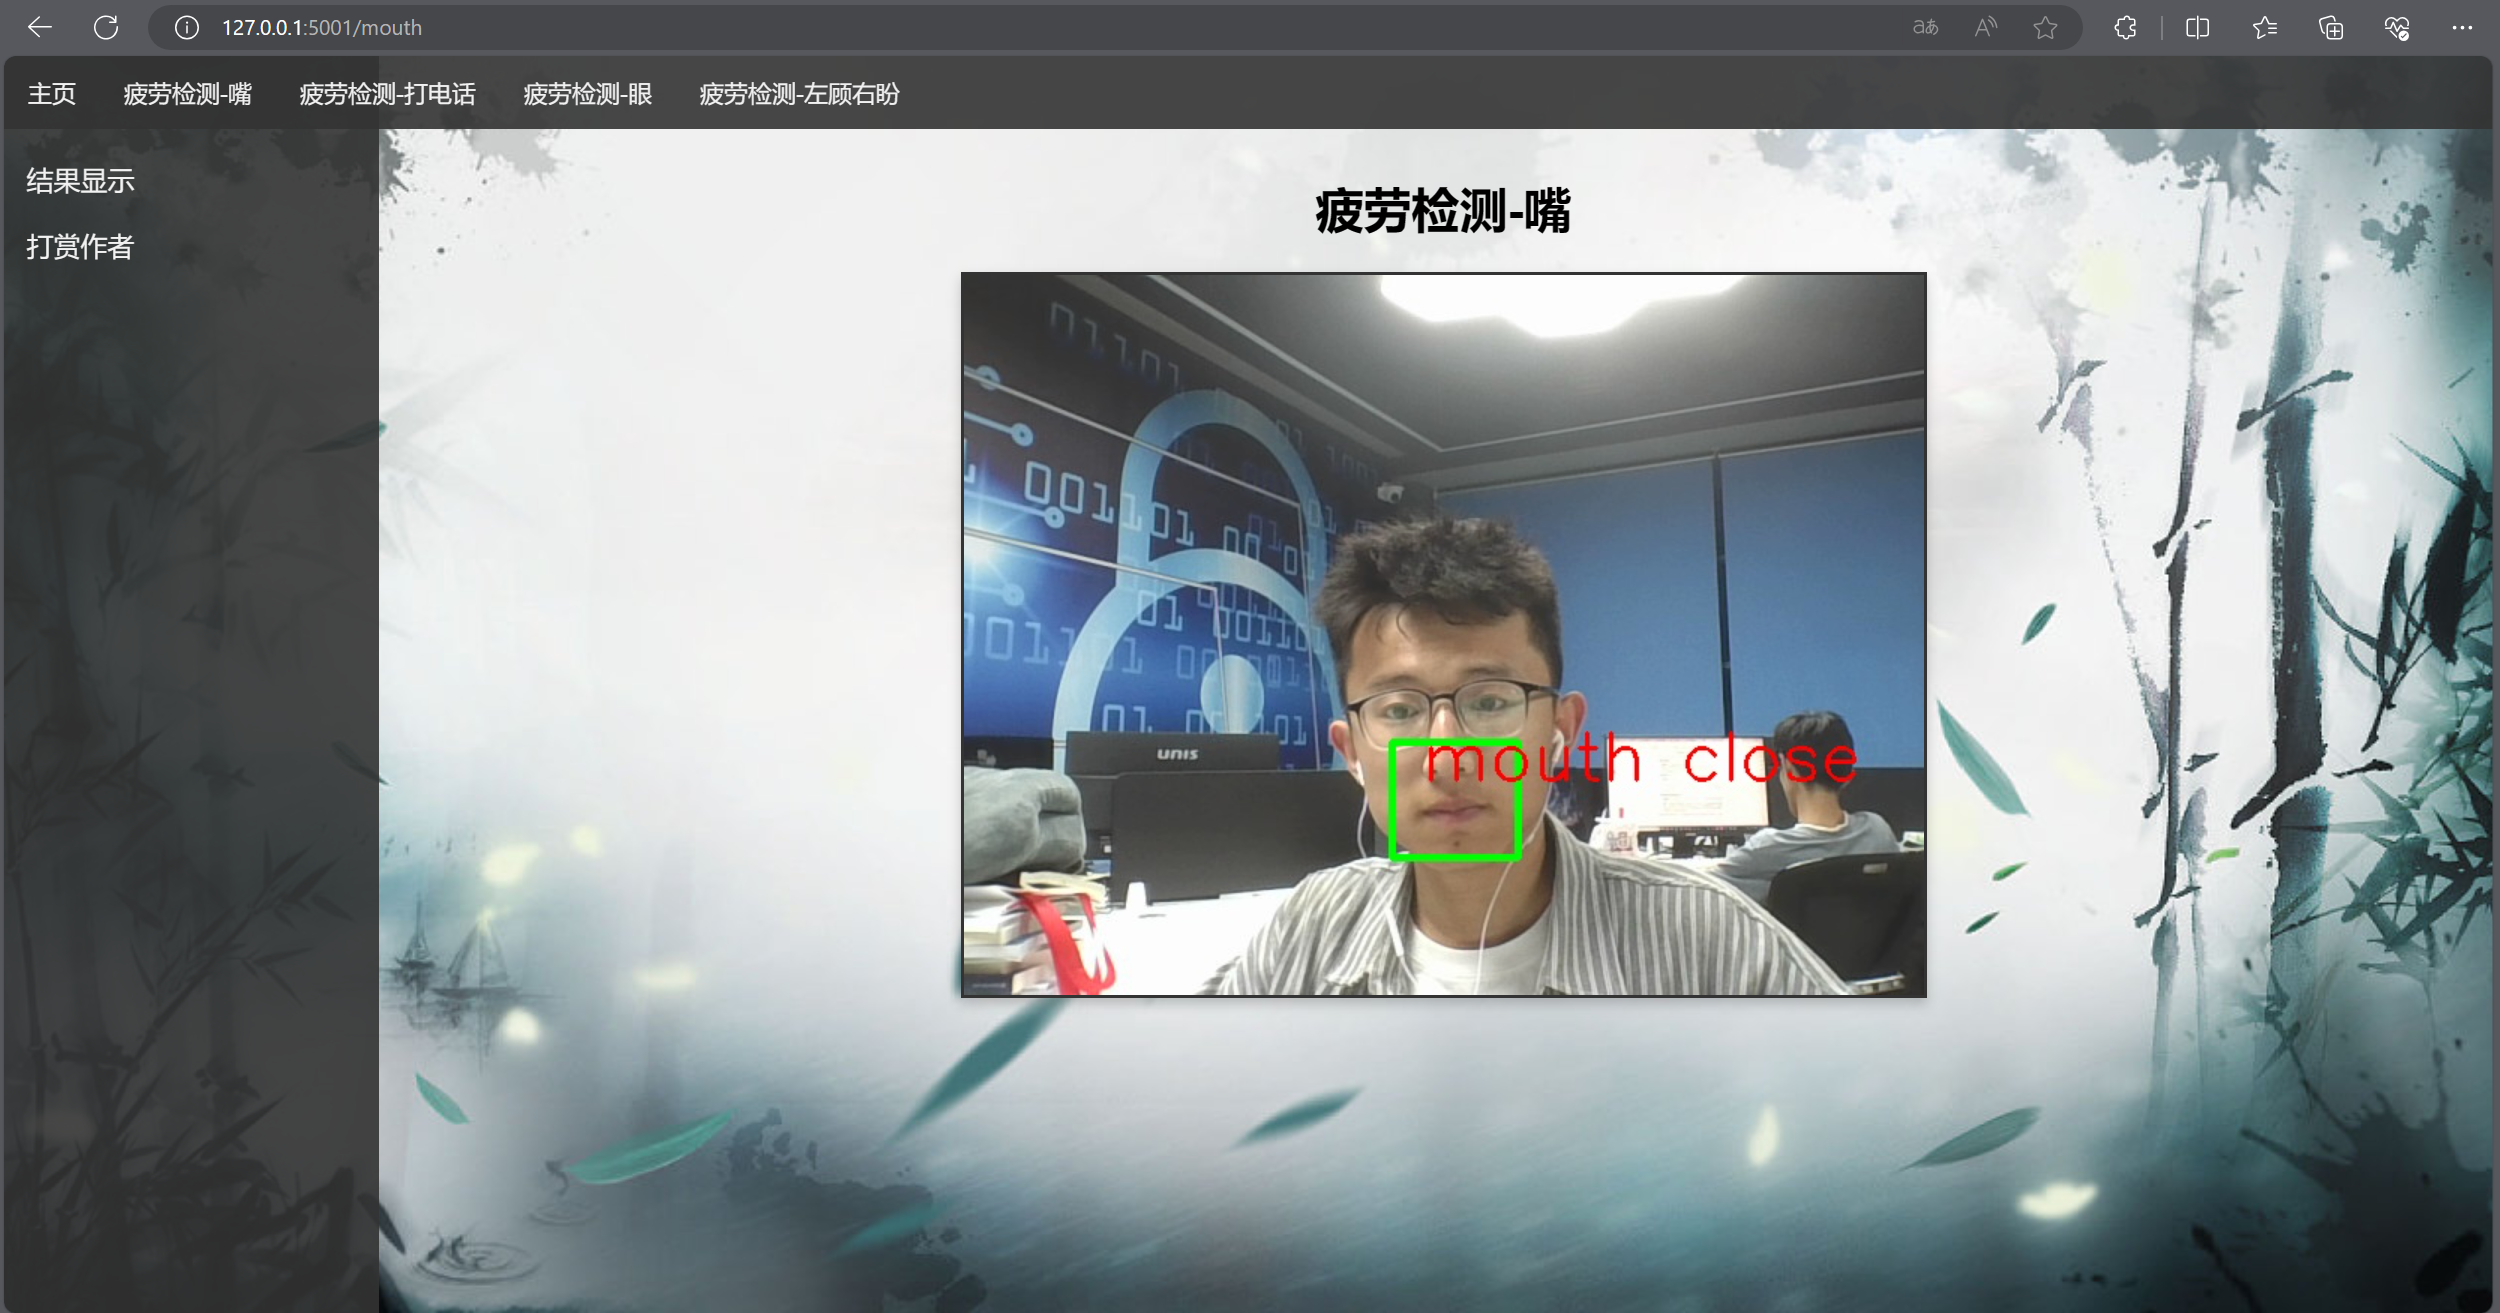 127.0.0.1:5001/mouth
主页 疲劳检测-嘴 疲劳检测-打电话 疲劳检测-眼 疲劳检测-左顾右盼
结果显示
打赏作者
疲劳检测-嘴
unis
mouth close